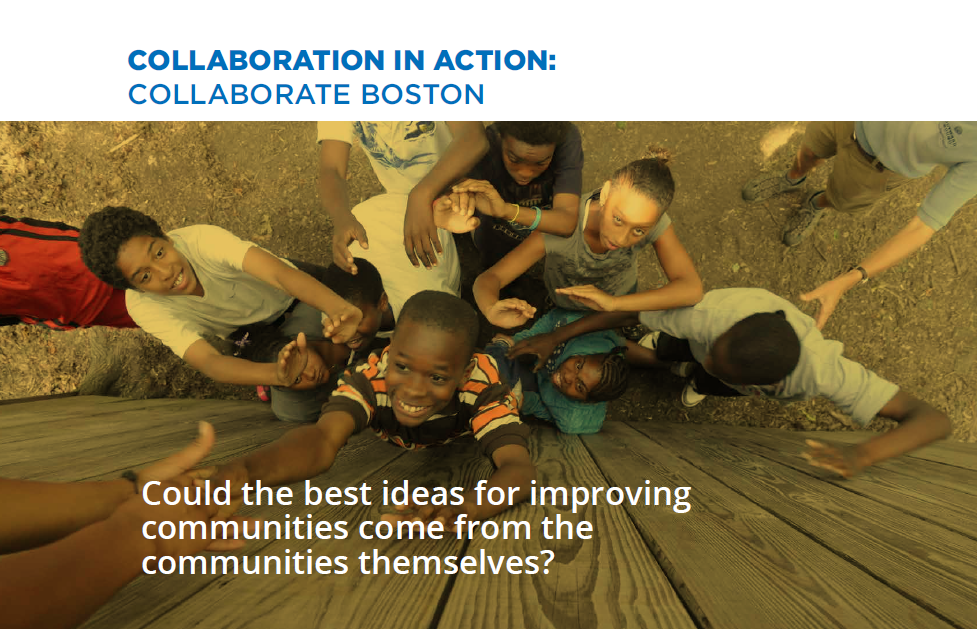 COLLABORATION IN ACTION:
COLLABORATE BOSTON
Could the best ideas for improving
communities come from the
communities themselves?